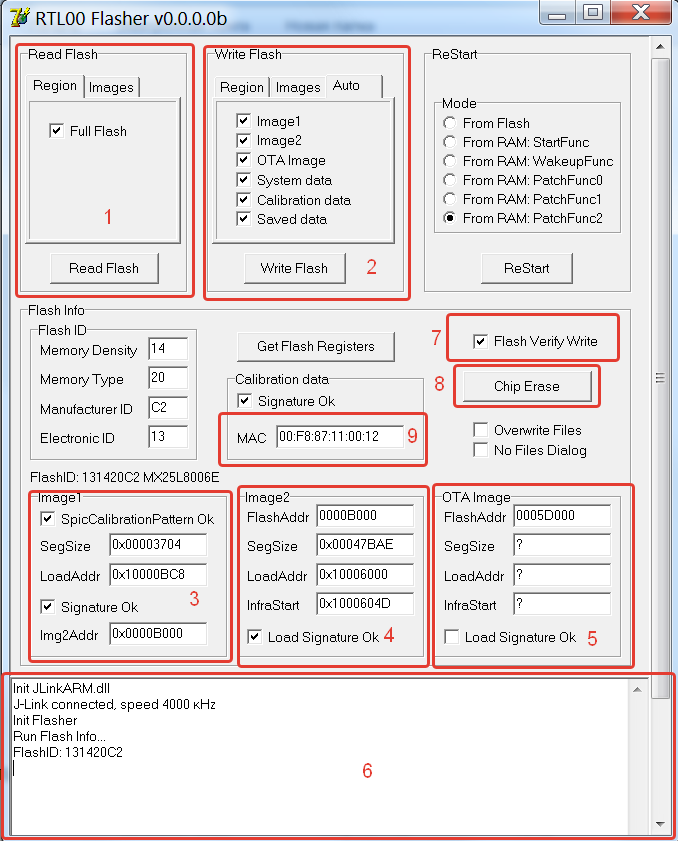 RTL00 Flasher v0.0.0.0b
Read Flash
Region Images
Full Flash
1
Read Flash
Write Flash
Region Images Auto
Image1
Image2
OTA Image
System data
Calibration data
Saved data
Write Flash 2
ReStart
Mode
From Flash
From RAM: StartFunc
From RAM: WakeupFunc
From RAM: PatchFunc0
From RAM: PatchFunc1
From RAM: PatchFunc2
ReStart
Flash Info
Flash ID
Memory Density 14
Memory Type 20
Manufacturer ID C2
Electronic ID 13
FlashID: 131420C2 MX25L8006E
Get Flash Registers
Calibration data
Signature Ok
MAC 00:F8:87:11:00:12 9
7 Flash Verify Write
8 Chip Erase
Overwrite Files
No Files Dialog
Image1
SpicCalibrationPattern Ok
SegSize 0x00003704
LoadAddr 0x10000BC8
3
Signature Ok
Img2Addr 0x0000B000
Image2
FlashAddr 0000B000
SegSize 0x00047BAE
LoadAddr 0x10006000
InfraStart 0x1000604D
Load Signature Ok 4
OTA Image
FlashAddr 0005D000
SegSize ?
LoadAddr ?
InfraStart ?
Load Signature Ok 5
Init JLinkARM.dll
J-Link connected, speed 4000 кHz
Init Flasher
Run Flash Info...
FlashID: 131420C2
6